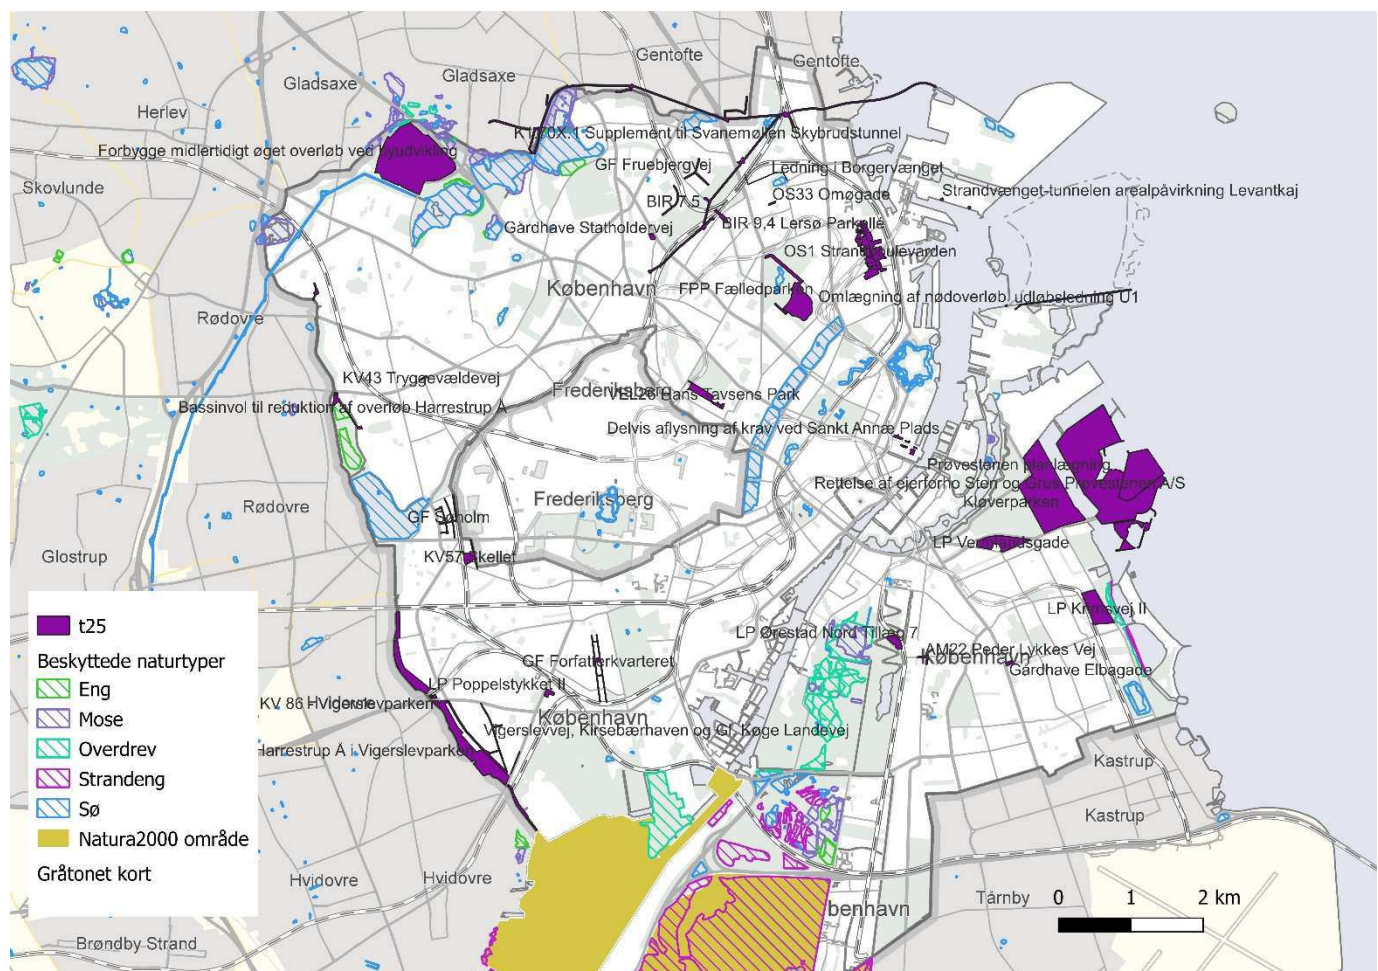 Gentofte
Gentofte
Gladsaxe
Gladsaxe
Herlev
K1170X.1 Supplement til Svanemøllen Skybrudstunnel
Forbygge midlertidigt øget overløb ved byudvikling
GF Fruebjergvej
Ledning i Borgervænget
Skovlunde
Strandvænget-tunnelen arealpåvirkning Levantkaj
OS33 Omøgade
BIR 7.5
Gårdhave Statholdervej
BIR 9,4 Lersø Parkallé
OS1 Strandboulevarden
København
FPP Fælledparken
Omlægning af nødoverløb, udløbsledning U1
Rødovre
KV43 Tryggevældevej
Frederiksberg
VEL26 Hans Tavsens Park
Bassinvol til reduktion af overløb Harrestrup Å
Delvis aflysning af krav ved Sankt Annæ Plads
Prøvestenen planlægning
Rettelse af ejerforho Sten og Grus Prøvestenen A/S
Frederiksberg
Kløverparken
Rødovre
GF Søholm
LP Vermlandsgade
Glostrup
KV57 Skellet
LP Krimsvej II
t25
LP Ørestad Nord Tillæg 7
AM22 Peder Lykkes Vej
København
Beskyttede naturtyper
GF Forfatterkvarteret
Gårdhave Elbagade
Eng
LP Poppelstykket II
KV 86
Vigerslevparken
Mose
København
Vigerslevvej, Kirsebærhaven og Gl. Køge Landevej
Harrestrup Å i Vigerslevparken
Overdrev
Kastrup
Strandeng
Sø
Kastrup
Natura2000 område
Gråtonet kort
Hvidovre
Hvidovre
Tårnby
0 1 2 km
benhavn
Brøndby Strand